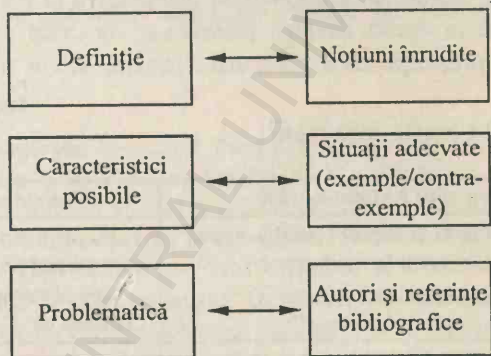 Definiție
Noțiuni înrudite
Caracteristici
posibile
Situații adecvate
(exemple/contra-
exemple)
Problematică
Autori și referințe
bibliografice